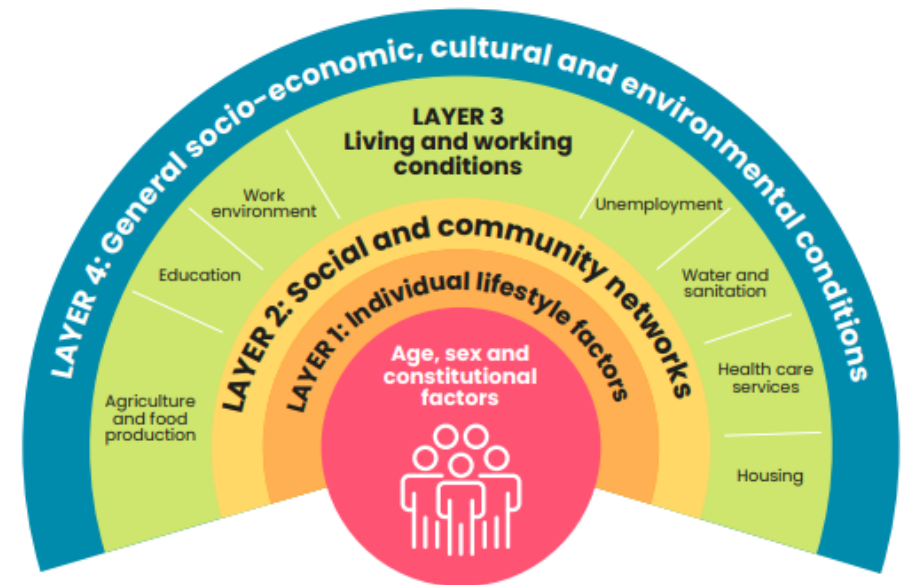 LAYER 4: General socio-economic, cultural and environmental conditions
LAYER 3
Living and working
conditions
Agriculture
and food
production
Education
Work
environment
Unemployment
Water and
sanitation
Health care
services
Housing
LAYER 2: Social and community networks
LAYER 1: Individual lifestyle factors
Age, sex and
constitutional
factors